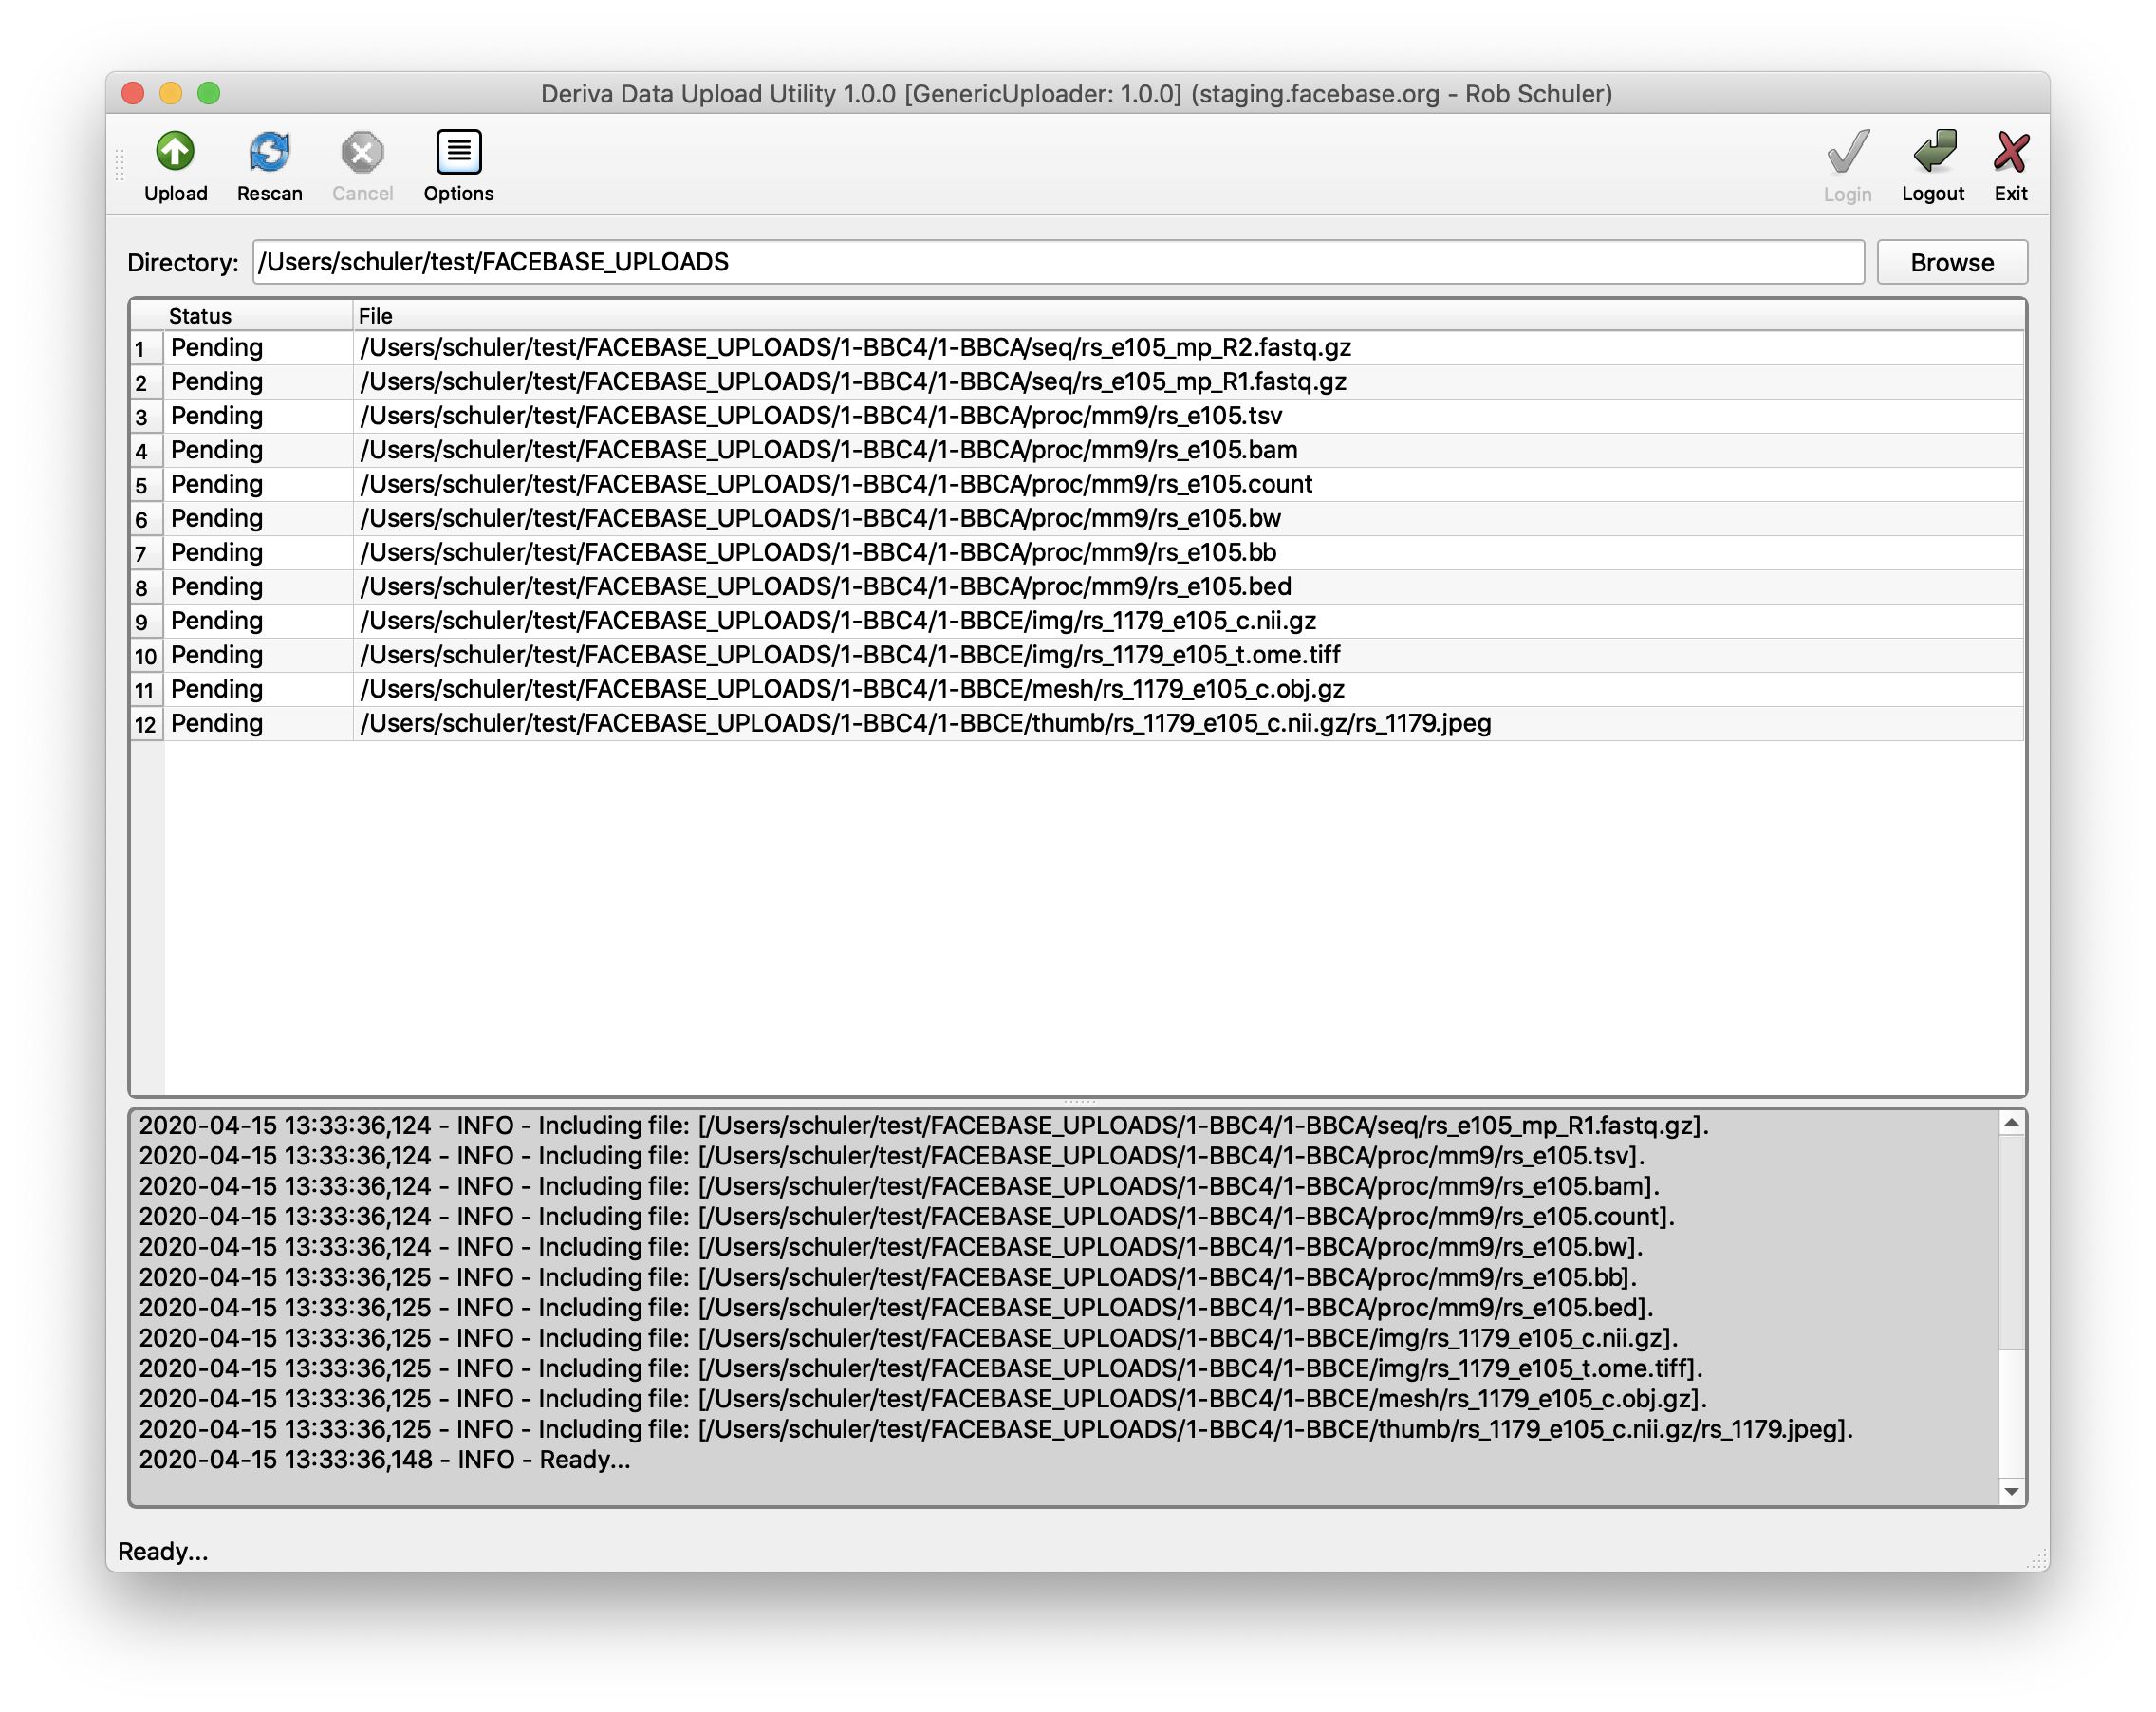 Deriva Data Upload Utility 1.0.0 [GenericUploader: 1.0.0] (staging.facebase.org - Rob Schuler)
Upload Rescan Cancel Options Login Logout Exit
Directory: /Users/schuler/test/FACEBASE_UPLOADS Browse
Status File
1 Pending /Users/schuler/test/FACEBASE_UPLOADS/1-BBC4/1-BBCA/seq/rs_e105_mp_R2.fastq.gz
2 Pending /Users/schuler/test/FACEBASE_UPLOADS/1-BBC4/1-BBCA/seq/rs_e105_mp_R1.fastq.gz
3 Pending /Users/schuler/test/FACEBASE_UPLOADS/1-BBC4/1-BBCA/proc/mm9/rs_e105.tsv
4 Pending /Users/schuler/test/FACEBASE_UPLOADS/1-BBC4/1-BBCA/proc/mm9/rs_e105.bam
5 Pending /Users/schuler/test/FACEBASE_UPLOADS/1-BBC4/1-BBCA/proc/mm9/rs_e105.count
6 Pending /Users/schuler/test/FACEBASE_UPLOADS/1-BBC4/1-BBCA/proc/mm9/rs_e105.bw
7 Pending /Users/schuler/test/FACEBASE_UPLOADS/1-BBC4/1-BBCA/proc/mm9/rs_e105.bb
8 Pending /Users/schuler/test/FACEBASE_UPLOADS/1-BBC4/1-BBCA/proc/mm9/rs_e105.bed
9 Pending /Users/schuler/test/FACEBASE_UPLOADS/1-BBC4/1-BBCE/img/rs_1179_e105_c.nii.gz
10 Pending /Users/schuler/test/FACEBASE_UPLOADS/1-BBC4/1-BBCE/img/rs_1179_e105_t.ome.tiff
11 Pending /Users/schuler/test/FACEBASE_UPLOADS/1-BBC4/1-BBCE/mesh/rs_1179_e105_c.obj.gz
12 Pending /Users/schuler/test/FACEBASE_UPLOADS/1-BBC4/1-BBCE/thumb/rs_1179_e105_c.nii.gz/rs_1179.jpeg
2020-04-15 13:33:36,124 - INFO - Including file: [/Users/schuler/test/FACEBASE_UPLOADS/1-BBC4/1-BBCA/seq/rs_e105_mp_R1.fastq.gz].
2020-04-15 13:33:36,124 - INFO - Including file: [/Users/schuler/test/FACEBASE_UPLOADS/1-BBC4/1-BBCA/proc/mm9/rs_e105.tsv].
2020-04-15 13:33:36,124 - INFO - Including file: [/Users/schuler/test/FACEBASE_UPLOADS/1-BBC4/1-BBCA/proc/mm9/rs_e105.bam].
2020-04-15 13:33:36,124 - INFO - Including file: [/Users/schuler/test/FACEBASE_UPLOADS/1-BBC4/1-BBCA/proc/mm9/rs_e105.count].
2020-04-15 13:33:36,124 - INFO - Including file: [/Users/schuler/test/FACEBASE_UPLOADS/1-BBC4/1-BBCA/proc/mm9/rs_e105.bw].
2020-04-15 13:33:36,125 - INFO - Including file: [/Users/schuler/test/FACEBASE_UPLOADS/1-BBC4/1-BBCA/proc/mm9/rs_e105.bb].
2020-04-15 13:33:36,125 - INFO - Including file: [/Users/schuler/test/FACEBASE_UPLOADS/1-BBC4/1-BBCA/proc/mm9/rs_e105.bed].
2020-04-15 13:33:36,125 - INFO - Including file: [/Users/schuler/test/FACEBASE_UPLOADS/1-BBC4/1-BBCE/img/rs_1179_e105_c.nii.gz].
2020-04-15 13:33:36,125 - INFO - Including file: [/Users/schuler/test/FACEBASE_UPLOADS/1-BBC4/1-BBCE/img/rs_1179_e105_t.ome.tiff].
2020-04-15 13:33:36,125 - INFO - Including file: [/Users/schuler/test/FACEBASE_UPLOADS/1-BBC4/1-BBCE/mesh/rs_1179_e105_c.obj.gz].
2020-04-15 13:33:36,125 - INFO - Including file: [/Users/schuler/test/FACEBASE_UPLOADS/1-BBC4/1-BBCE/thumb/rs_1179_e105_c.nii.gz/rs_1179.jpeg].
2020-04-15 13:33:36,148 - INFO - Ready...
Ready...